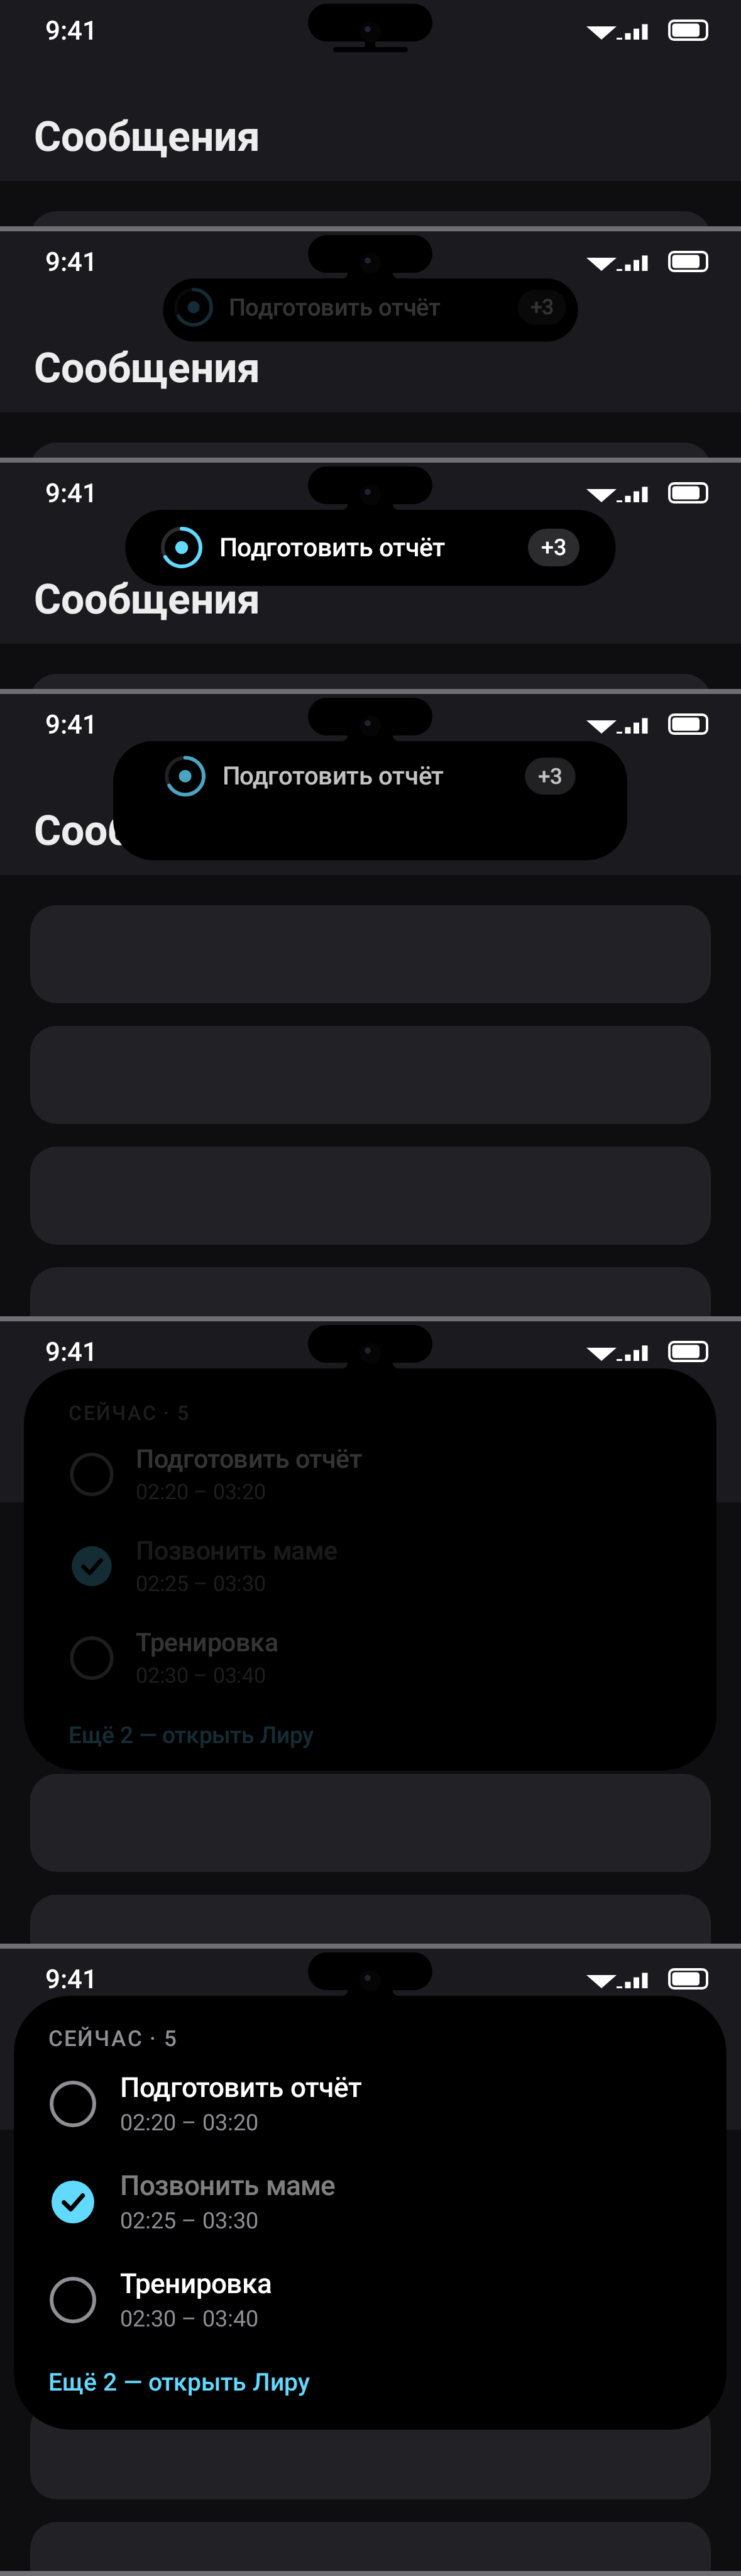 9:41
Сообщения
9:41
Подготовить отчёт +3
Сообщения
9:41
Подготовить отчёт +3
Сообщения
9:41
Подготовить отчёт +3
Сооб
9:41
СЕЙЧАС · 5
Подготовить отчёт
02:20 – 03:20
Позвонить маме
02:25 – 03:30
Тренировка
02:30 – 03:40
Ещё 2 — открыть Лиру
9:41
СЕЙЧАС · 5
Подготовить отчёт
02:20 – 03:20
Позвонить маме
02:25 – 03:30
Тренировка
02:30 – 03:40
Ещё 2 — открыть Лиру